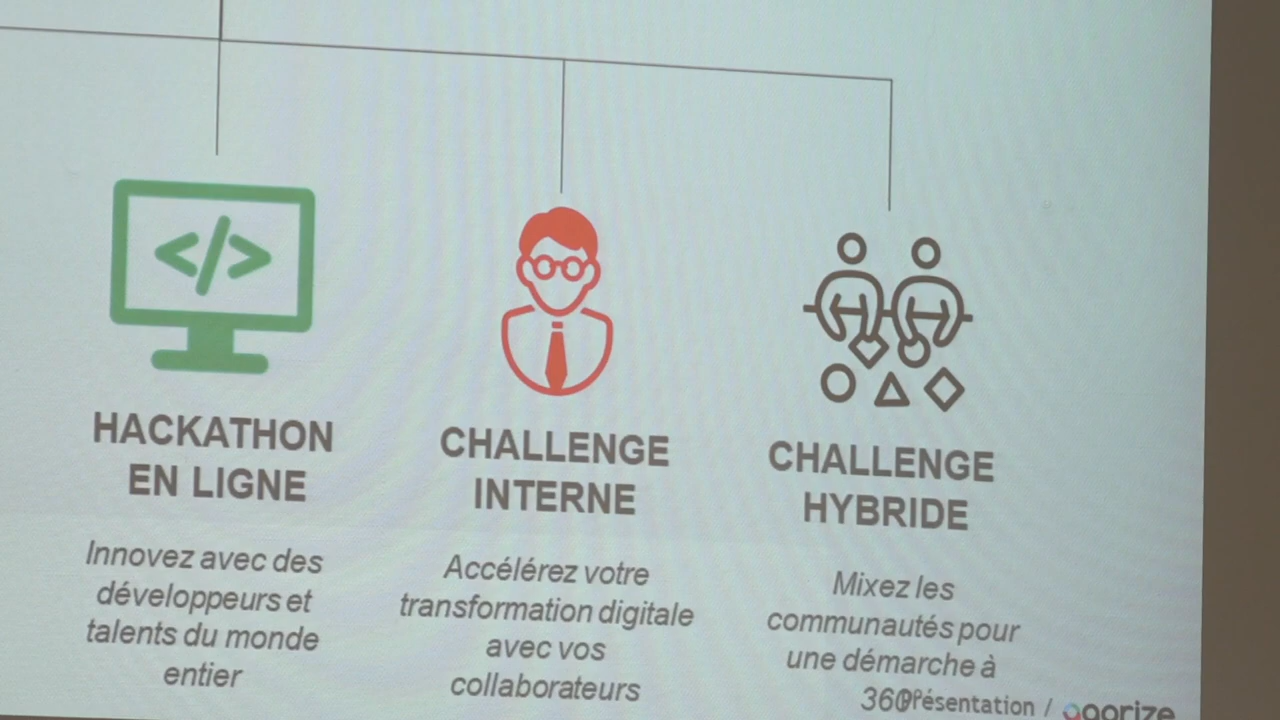 </>
HACKATHON
EN LIGNE
Innovez avec des
développeurs et
talents du monde
entier
CHALLENGE
INTERNE
Accélérez votre
transformation digitale
avec vos
collaborateurs
CHALLENGE
HYBRIDE
Mixez les
communautés pour
une démarche à
360°
Présentation / agorize